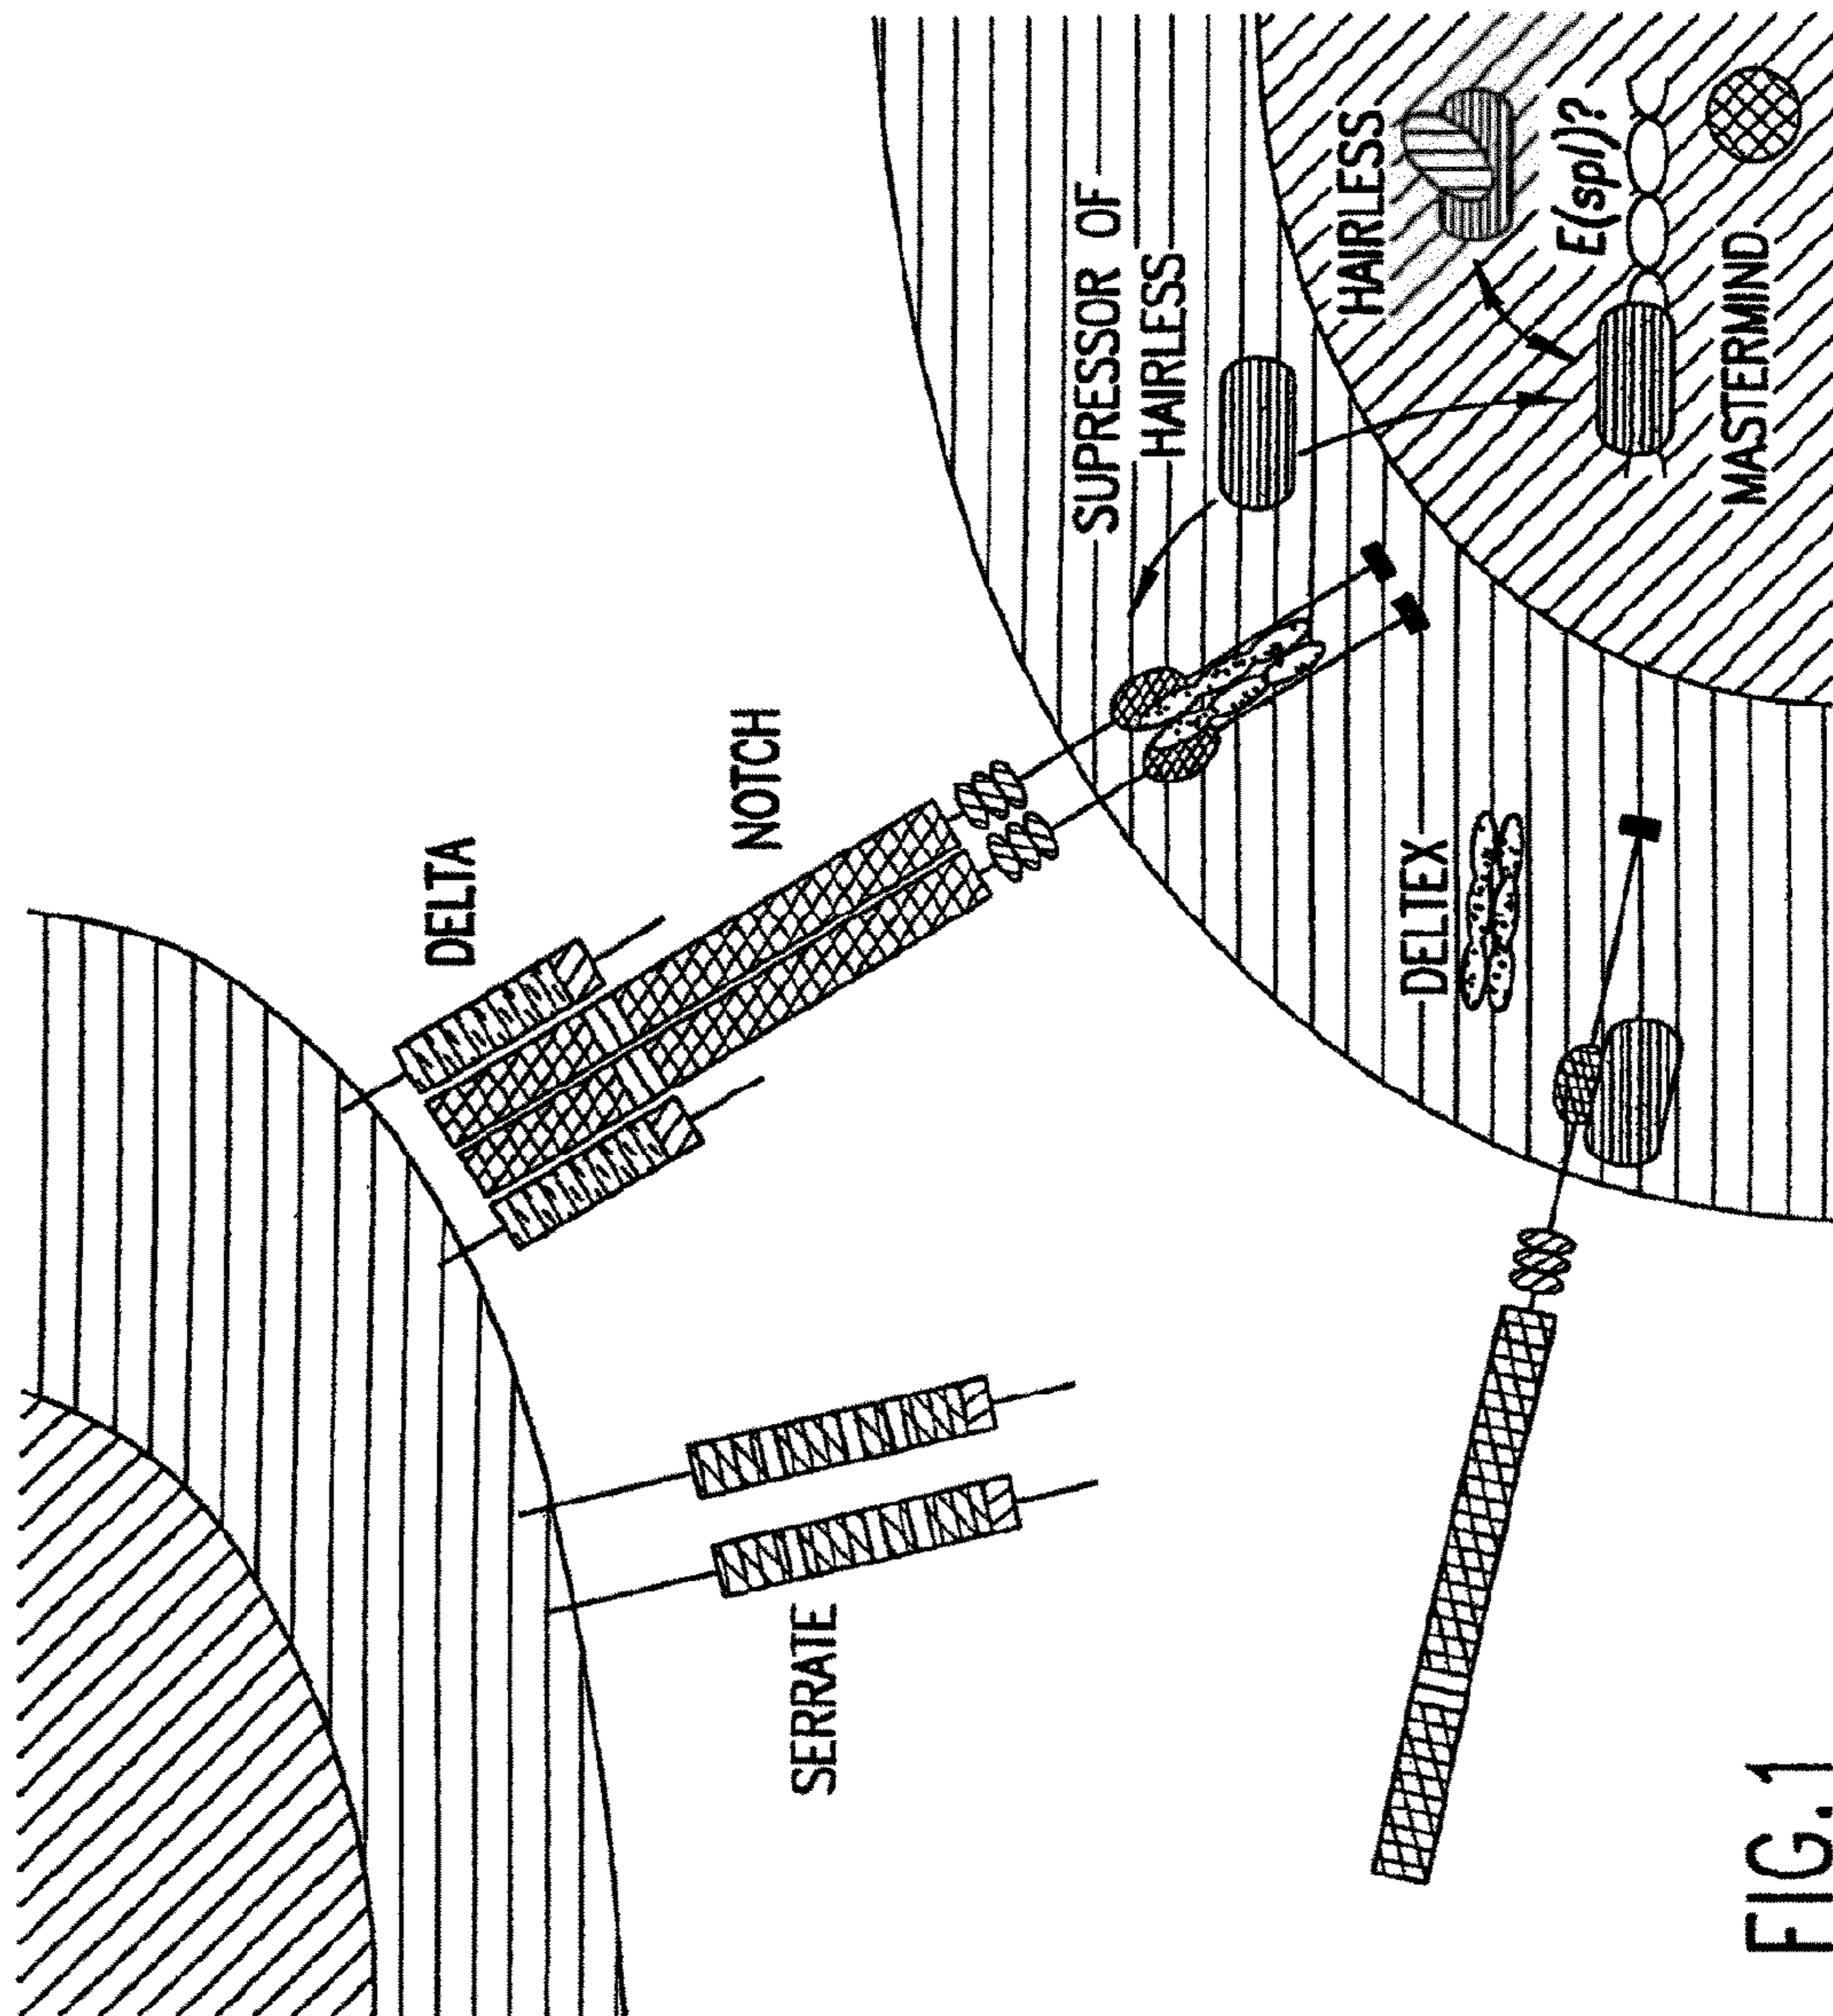 DELTA
NOTCH
SERRATE
SUPRESSOR OF
HAIRLESS
HAIRLESS
E(spl)?
DELTEX
MASTERMIND
FIG.1